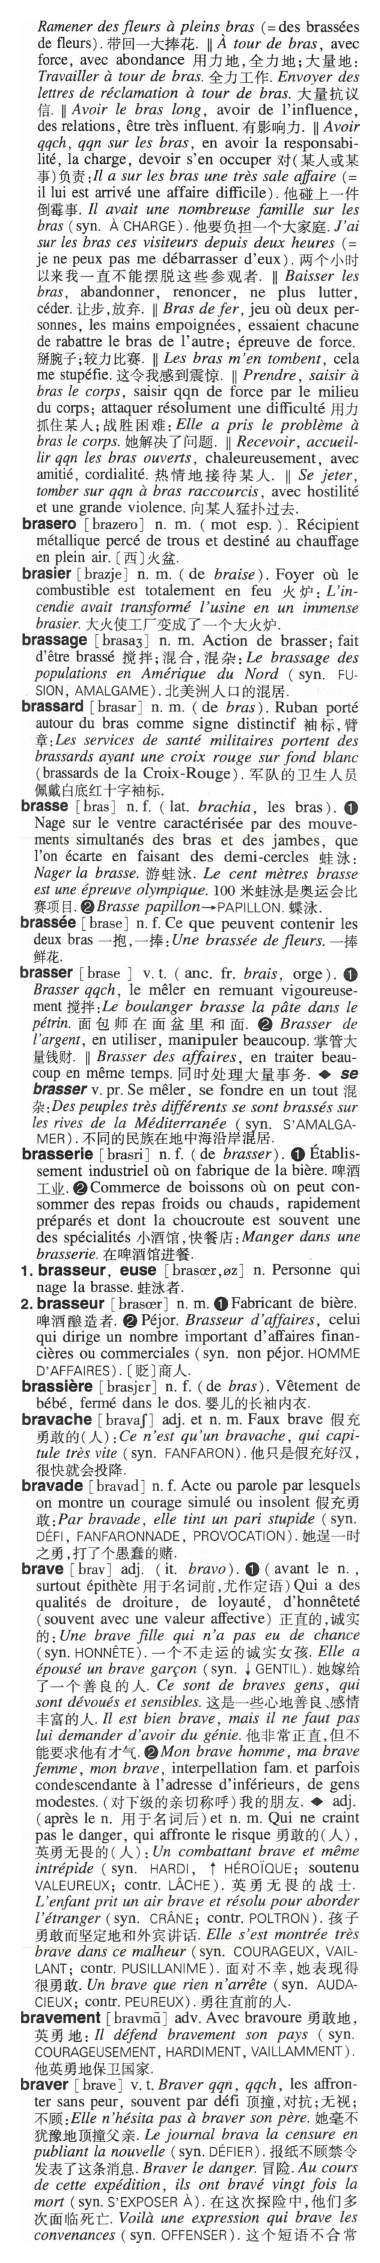 Ramener des fleurs à pleins bras (= des brassées
de fleurs). 带回一大捧花. ‖ À tour de bras, avec
force, avec abondance 用力地,全力地;大量地:
Travailler à tour de bras. 全力工作. Envoyer des
lettres de réclamation à tour de bras. 大量抗议
信. ‖ Avoir le bras long, avoir de l'influence,
des relations, être très influent. 有影响力. ‖ Avoir
qqch, qqn sur les bras, en avoir la responsabi-
lité, la charge, devoir s'en occuper 对(某人或某
事)负责:Il a sur les bras une très sale affaire (=
il lui est arrivé une affaire difficile). 他碰上一件
倒霉事. Il avait une nombreuse famille sur les
bras (syn. À CHARGE). 他要负担一个大家庭. J'ai
sur les bras ces visiteurs depuis deux heures (=
je ne peux pas me débarrasser d'eux). 两个小时
以来我一直不能摆脱这些参观者. ‖ Baisser les
bras, abandonner, renoncer, ne plus lutter,
céder. 让步,放弃. ‖ Bras de fer, jeu où deux per-
sonnes, les mains empoignées, essaient chacune
de rabattre le bras de l'autre; épreuve de force.
掰腕子;较力比赛. ‖ Les bras m'en tombent, cela
me stupéfie. 这令我感到震惊. ‖ Prendre, saisir à
bras le corps, saisir qqn de force par le milieu
du corps; attaquer résolument une difficulté 用力
抓住某人;战胜困难:Elle a pris le problème à
bras le corps. 她解决了问题. ‖ Recevoir, accueil-
lir qqn les bras ouverts, chaleureusement, avec
amitié, cordialité. 热情地接待某人. ‖ Se jeter,
tomber sur qqn à bras raccourcis, avec hostilité
et une grande violence. 向某人猛扑过去.
brasero [brazero] n. m. (mot esp.). Récipient
métallique percé de trous et destiné au chauffage
en plein air. 〔西〕火盆.
brasier [brazje] n. m. (de braise). Foyer où le
combustible est totalement en feu 火炉:L'in-
cendie avait transformé l'usine en un immense
brasier. 大火使工厂变成了一个大火炉.
brassage [brasaʒ] n. m. Action de brasser; fait
d'être brassé 搅拌;混合,混杂:Le brassage des
populations en Amérique du Nord (syn. FU-
SION, AMALGAME). 北美洲人口的混居.
brassard [brasar] n. m. (de bras). Ruban porté
autour du bras comme signe distinctif 袖标,臂
章:Les services de santé militaires portent des
brassards ayant une croix rouge sur fond blanc
(brassards de la Croix-Rouge). 军队的卫生人员
佩戴白底红十字袖标.
brasse [bras] n. f. (lat. brachia, les bras). ❶
Nage sur le ventre caractérisée par des mouve-
ments simultanés des bras et des jambes, que
l'on écarte en faisant des demi-cercles 蛙泳:
Nager la brasse. 游蛙泳. Le cent mètres brasse
est une épreuve olympique. 100 米蛙泳是奥运会比
赛项目. ❷ Brasse papillon→PAPILLON. 蝶泳.
brassée [brase] n. f. Ce que peuvent contenir les
deux bras 一抱,一捧:Une brassée de fleurs. 一捧
鲜花.
brasser [brase ] v. t. (anc. fr. brais, orge). ❶
Brasser qqch, le mêler en remuant vigoureuse-
ment 搅拌:Le boulanger brasse la pâte dans le
pétrin. 面包师在面盆里和面. ❷ Brasser de
l'argent, en utiliser, manipuler beaucoup. 掌管大
量钱财. ‖ Brasser des affaires, en traiter beau-
coup en même temps. 同时处理大量事务. ◆ se
brasser v. pr. Se mêler, se fondre en un tout 混
杂:Des peuples très différents se sont brassés sur
les rives de la Méditerranée (syn. S'AMALGA-
MER). 不同的民族在地中海沿岸混居.
brasserie [brasri] n. f. (de brasser). ❶ Établis-
sement industriel où on fabrique de la bière. 啤酒
工业. ❷ Commerce de boissons où on peut con-
sommer des repas froids ou chauds, rapidement
préparés et dont la choucroute est souvent une
des spécialités 小酒馆,快餐店:Manger dans une
brasserie. 在啤酒馆进餐.
1. brasseur, euse [brasœr,øz] n. Personne qui
nage la brasse. 蛙泳者.
2. brasseur [brasœr] n. m. ❶ Fabricant de bière.
啤酒酿造者. ❷ Péjor. Brasseur d'affaires, celui
qui dirige un nombre important d'affaires finan-
cières ou commerciales (syn. non péjor. HOMME
D'AFFAIRES). 〔贬〕商人.
brassière [brasjɛr] n. f. (de bras). Vêtement de
bébé, fermé dans le dos. 婴儿的长袖内衣.
bravache [bravaʃ] adj. et n. m. Faux brave 假充
勇敢的(人):Ce n'est qu'un bravache, qui capi-
tule très vite (syn. FANFARON). 他只是假充好汉,
很快就会投降.
bravade [bravad] n. f. Acte ou parole par lesquels
on montre un courage simulé ou insolent 假充勇
敢:Par bravade, elle tint un pari stupide (syn.
DÉFI, FANFARONNADE, PROVOCATION). 她逞一时
之勇,打了个愚蠢的赌.
brave [brav] adj. (it. bravo). ❶ (avant le n.,
surtout épithète 用于名词前,尤作定语) Qui a des
qualités de droiture, de loyauté, d'honnêteté
(souvent avec une valeur affective) 正直的,诚实
的:Une brave fille qui n'a pas eu de chance
(syn. HONNÊTE). 一个不走运的诚实女孩. Elle a
épousé un brave garçon (syn. ↓ GENTIL). 她嫁给
了一个善良的人. Ce sont de braves gens, qui
sont dévoués et sensibles. 这是一些心地善良、感情
丰富的人. Il est bien brave, mais il ne faut pas
lui demander d'avoir du génie. 他非常正直,但不
能要求他有才气. ❷ Mon brave homme, ma brave
femme, mon brave, interpellation fam. et parfois
condescendante à l'adresse d'inférieurs, de gens
modestes. (对下级的亲切称呼)我的朋友. ◆ adj.
(après le n. 用于名词后) et n. m. Qui ne craint
pas le danger, qui affronte le risque 勇敢的(人),
英勇无畏的(人):Un combattant brave et même
intrépide (syn. HARDI, ↑ HÉROÏQUE; soutenu
VALEUREUX; contr. LÂCHE). 英勇无畏的战士.
L'enfant prit un air brave et résolu pour aborder
l'étranger (syn. CRÂNE; contr. POLTRON). 孩子
勇敢而坚定地和外宾讲话. Elle s'est montrée très
brave dans ce malheur (syn. COURAGEUX, VAIL-
LANT; contr. PUSILLANIME). 面对不幸,她表现得
很勇敢. Un brave que rien n'arrête (syn. AUDA-
CIEUX; contr. PEUREUX). 勇往直前的人.
bravement [bravmɑ̃] adv. Avec bravoure 勇敢地,
英勇地:Il défend bravement son pays (syn.
COURAGEUSEMENT, HARDIMENT, VAILLAMMENT).
他英勇地保卫国家.
braver [brave] v. t. Braver qqn, qqch, les affron-
ter sans peur, souvent par défi 顶撞,对抗;无视;
不顾:Elle n'hésita pas à braver son père. 她毫不
犹豫地顶撞父亲. Le journal brava la censure en
publiant la nouvelle (syn. DÉFIER). 报纸不顾禁令
发表了这条消息. Braver le danger. 冒险. Au cours
de cette expédition, ils ont bravé vingt fois la
mort (syn. S'EXPOSER À). 在这次探险中,他们多
次面临死亡. Voilà une expression qui brave les
convenances (syn. OFFENSER). 这个短语不合常